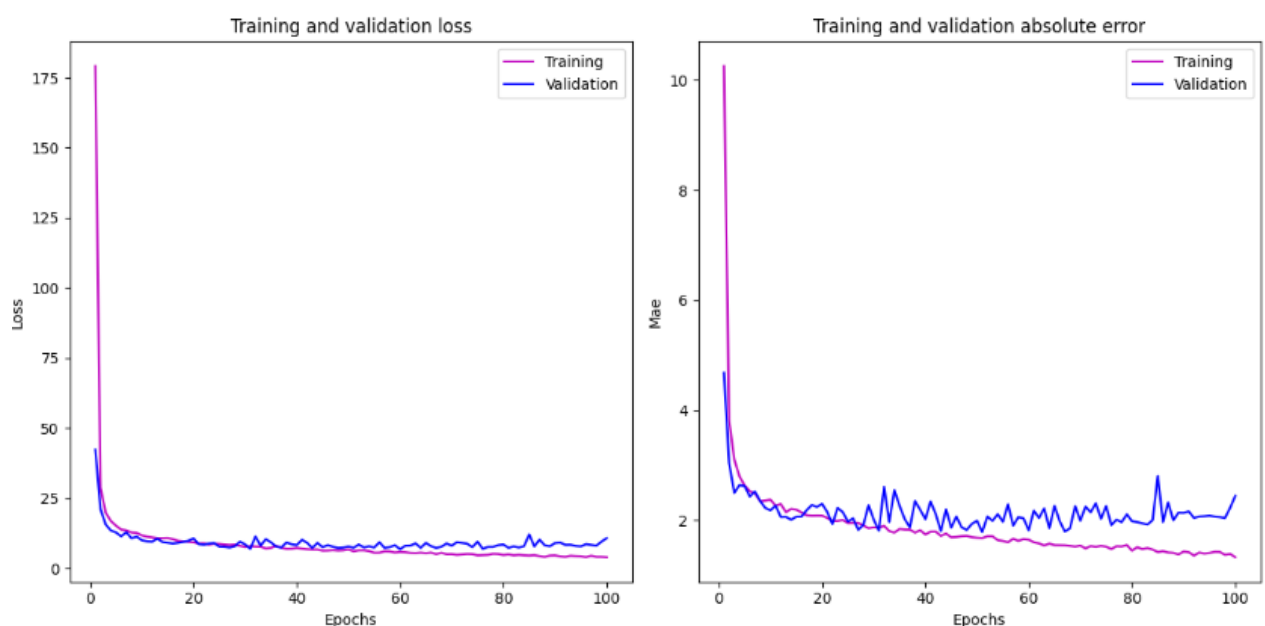 Training and validation loss
Training
Validation
175
150
125
100
75
50
25
0
Loss
0 20 40 60 80 100
Epochs
Training and validation absolute error
Training
Validation
10
8
6
4
2
Mae
0 20 40 60 80 100
Epochs